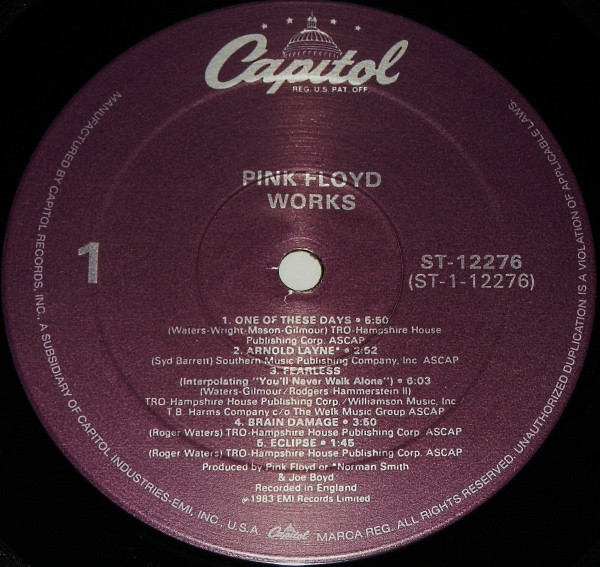 Capitol
REG. U.S. PAT. OFF.
PINK FLOYD
WORKS
1
ST-12276
(ST-1-12276)
1. ONE OF THESE DAYS • 5:50
(Waters-Wright-Mason-Gilmour) TRO-Hampshire House
Publishing Corp. ASCAP
2. ARNOLD LAYNE* • 2:52
(Syd Barrett) Southern Music Publishing Company, Inc. ASCAP
3. FEARLESS
(Interpolating "You'll Never Walk Alone") • 6:03
(Waters-Gilmour/Rodgers-Hammerstein II)
TRO-Hampshire House Publishing Corp./Williamson Music, Inc.
T.B. Harms Company c/o The Welk Music Group ASCAP
4. BRAIN DAMAGE • 3:50
(Roger Waters) TRO-Hampshire House Publishing Corp. ASCAP
5. ECLIPSE • 1:45
(Roger Waters) TRO-Hampshire House Publishing Corp. ASCAP
Produced by Pink Floyd or *Norman Smith
& Joe Boyd
Recorded in England
℗1983 EMI Records Limited
MANUFACTURED BY CAPITOL RECORDS, INC., A SUBSIDIARY OF CAPITOL INDUSTRIES-EMI, INC., U.S.A. Capitol MARCA REG. ALL RIGHTS RESERVED. UNAUTHORIZED DUPLICATION IS A VIOLATION OF APPLICABLE LAWS.